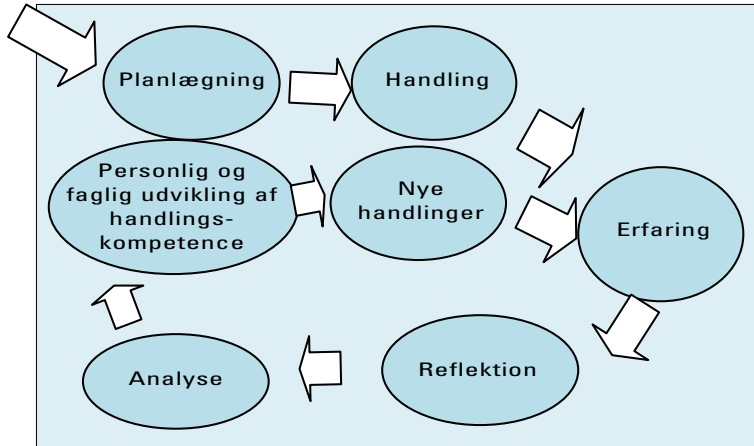 Planlægning
Handling
Personlig og
faglig udvikling af
handlings-
kompetence
Nye
handlinger
Erfaring
Reflektion
Analyse